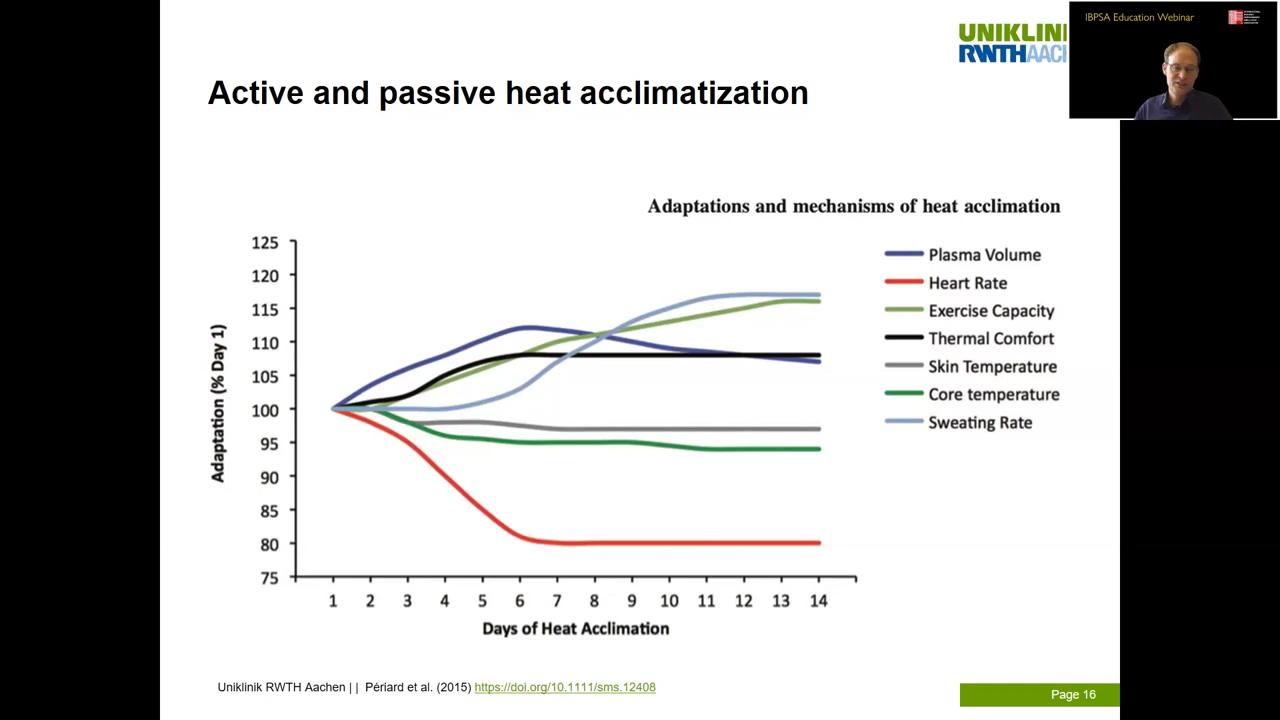 IBPSA Education Webinar
UNIKLINI
RWTHAACH
Active and passive heat acclimatization
Adaptations and mechanisms of heat acclimation
125
120
115
110
105
100
95
90
85
80
75
Adaptation (% Day 1)
1 2 3 4 5 6 7 8 9 10 11 12 13 14
Days of Heat Acclimation
Plasma Volume
Heart Rate
Exercise Capacity
Thermal Comfort
Skin Temperature
Core temperature
Sweating Rate
Uniklinik RWTH Aachen | | Périard et al. (2015) https://doi.org/10.1111/sms.12408
Page 16